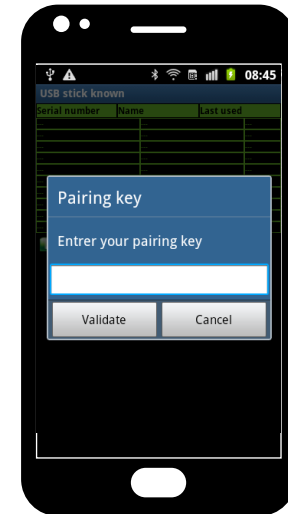 08:45
USB stick known
Serial number Name Last used
Pairing key
Entrer your pairing key
Validate Cancel